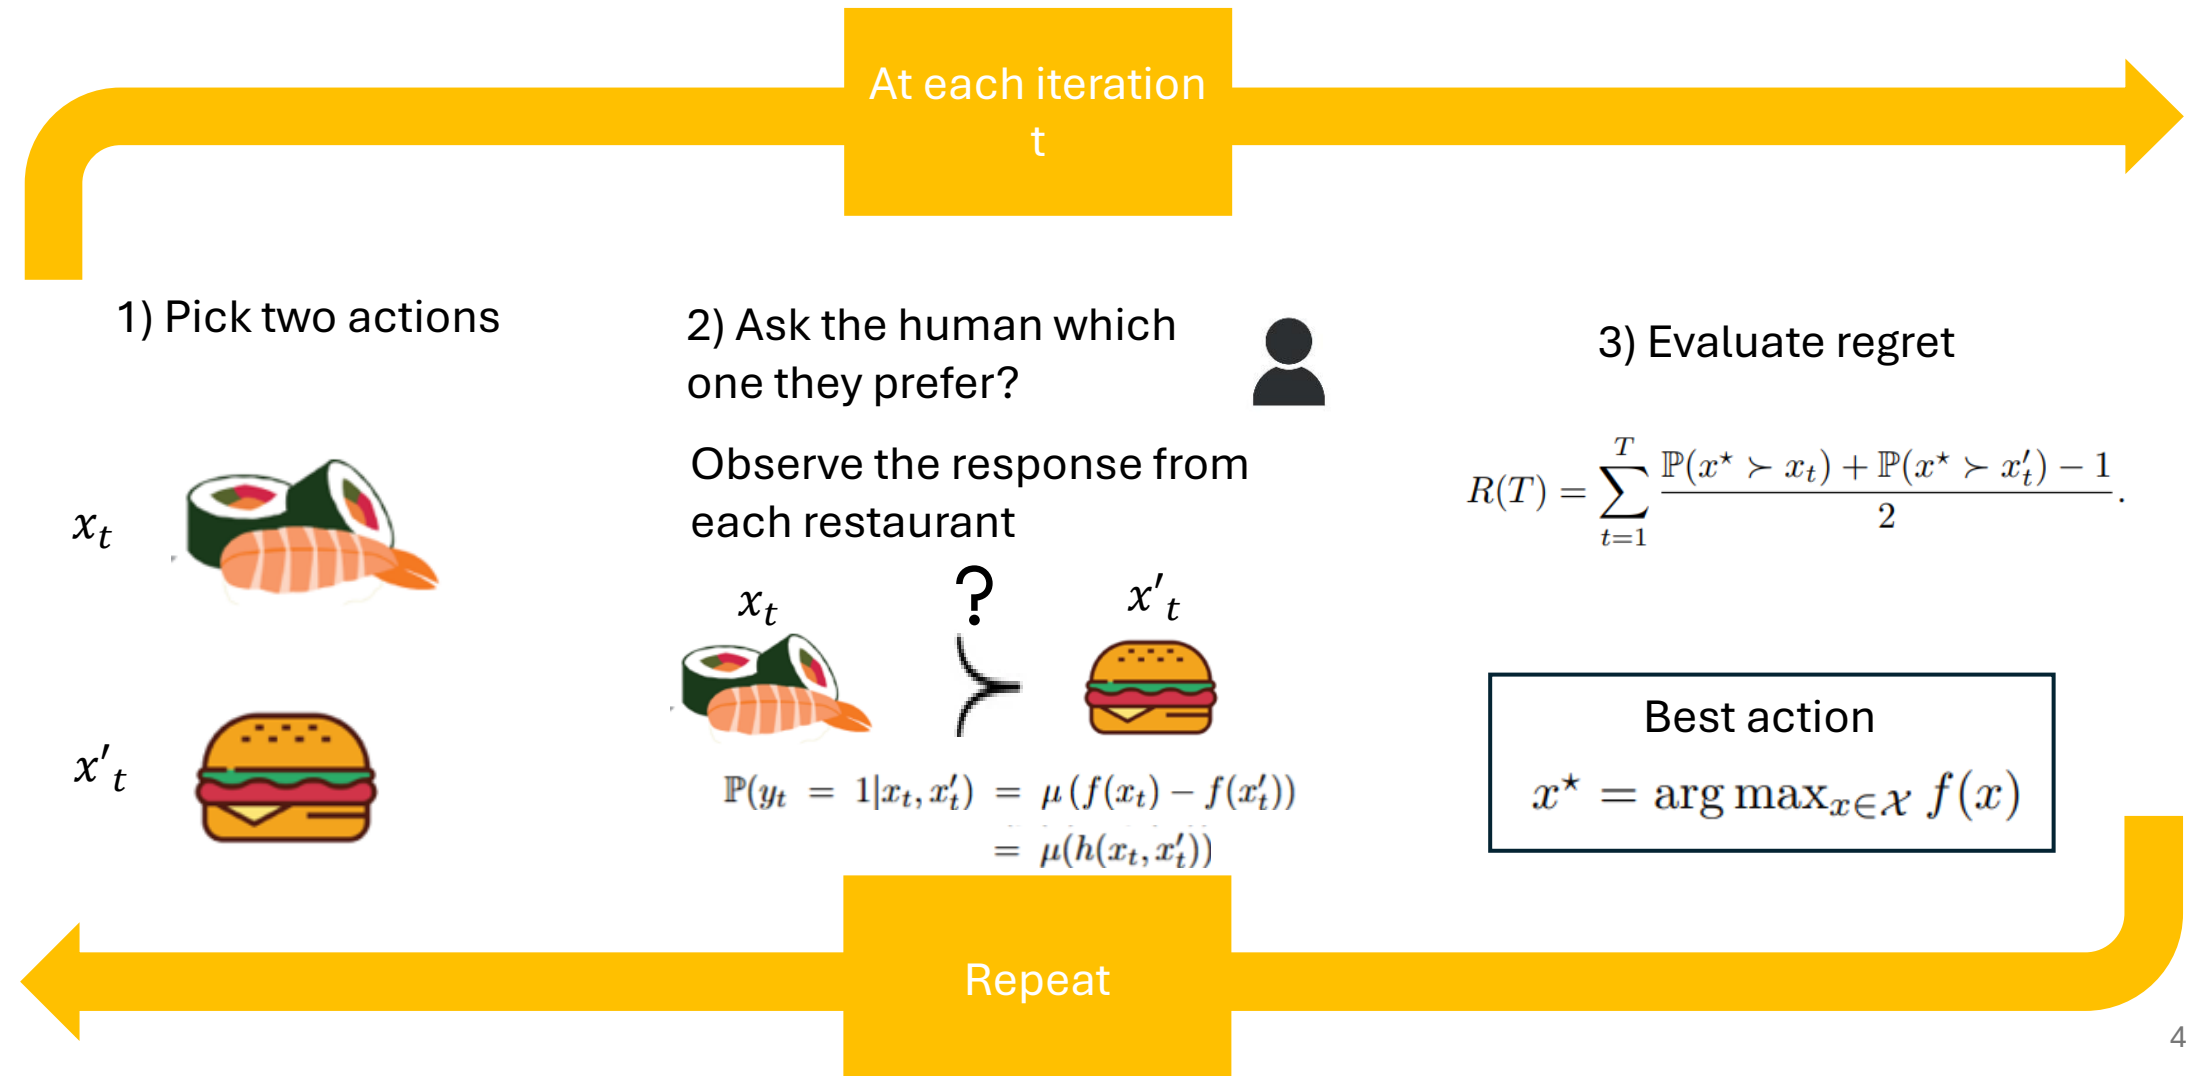 At each iteration
t
1) Pick two actions
x_t
x'_t
2) Ask the human which
one they prefer?
Observe the response from
each restaurant
x_t ? x'_t
≻
ℙ(y_t = 1|x_t, x'_t) = μ(f(x_t) − f(x'_t))
= μ(h(x_t, x'_t))
3) Evaluate regret
R(T) = ∑_{t=1}^{T} (ℙ(x^⋆ ≻ x_t) + ℙ(x^⋆ ≻ x'_t) − 1) / 2.
Best action
x^⋆ = arg max_{x∈𝒳} f(x)
Repeat
4